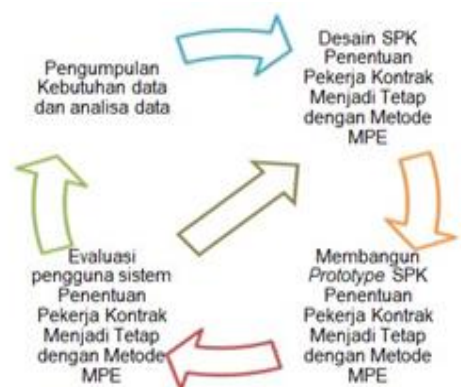 Pengumpulan
Kebutuhan data
dan analisa data
Desain SPK
Penentuan
Pekerja Kontrak
Menjadi Tetap
dengan Metode
MPE
Evaluasi
pengguna sistem
Penentuan
Pekerja Kontrak
Menjadi Tetap
dengan Metode
MPE
Membangun
Prototype SPK
Penentuan
Pekerja Kontrak
Menjadi Tetap
dengan Metode
MPE